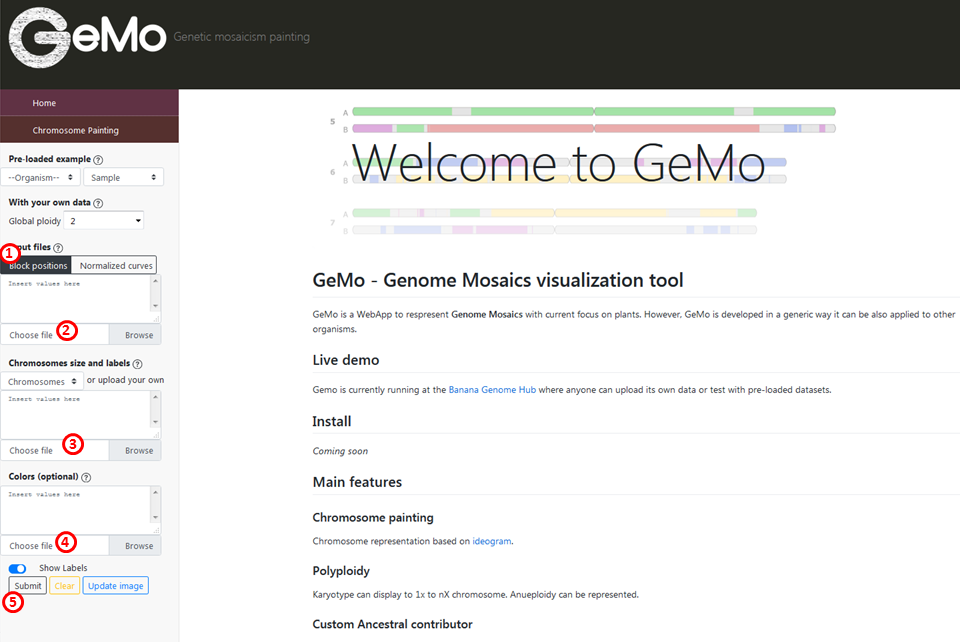 GeMo Genetic mosaicism painting
Home
Chromosome Painting
Pre-loaded example ?
--Organism-- Sample
With your own data ?
Global ploidy 2
1
put files ?
Block positions Normalized curves
Insert values here
Choose file 2 Browse
Chromosomes size and labels ?
Chromosomes or upload your own
Insert values here
Choose file 3 Browse
Colors (optional) ?
Insert values here
Choose file 4 Browse
Show Labels
Submit Clear Update image
5
5 A
B
6 A
B
Welcome to GeMo
7 A
B
GeMo - Genome Mosaics visualization tool
GeMo is a WebApp to respresent Genome Mosaics with current focus on plants. However, GeMo is developed in a generic way it can be also applied to other
organisms.
Live demo
Gemo is currently running at the Banana Genome Hub where anyone can upload its own data or test with pre-loaded datasets.
Install
Coming soon
Main features
Chromosome painting
Chromosome representation based on ideogram.
Polyploidy
Karyotype can display to 1x to nX chromosome. Anueploidy can be represented.
Custom Ancestral contributor